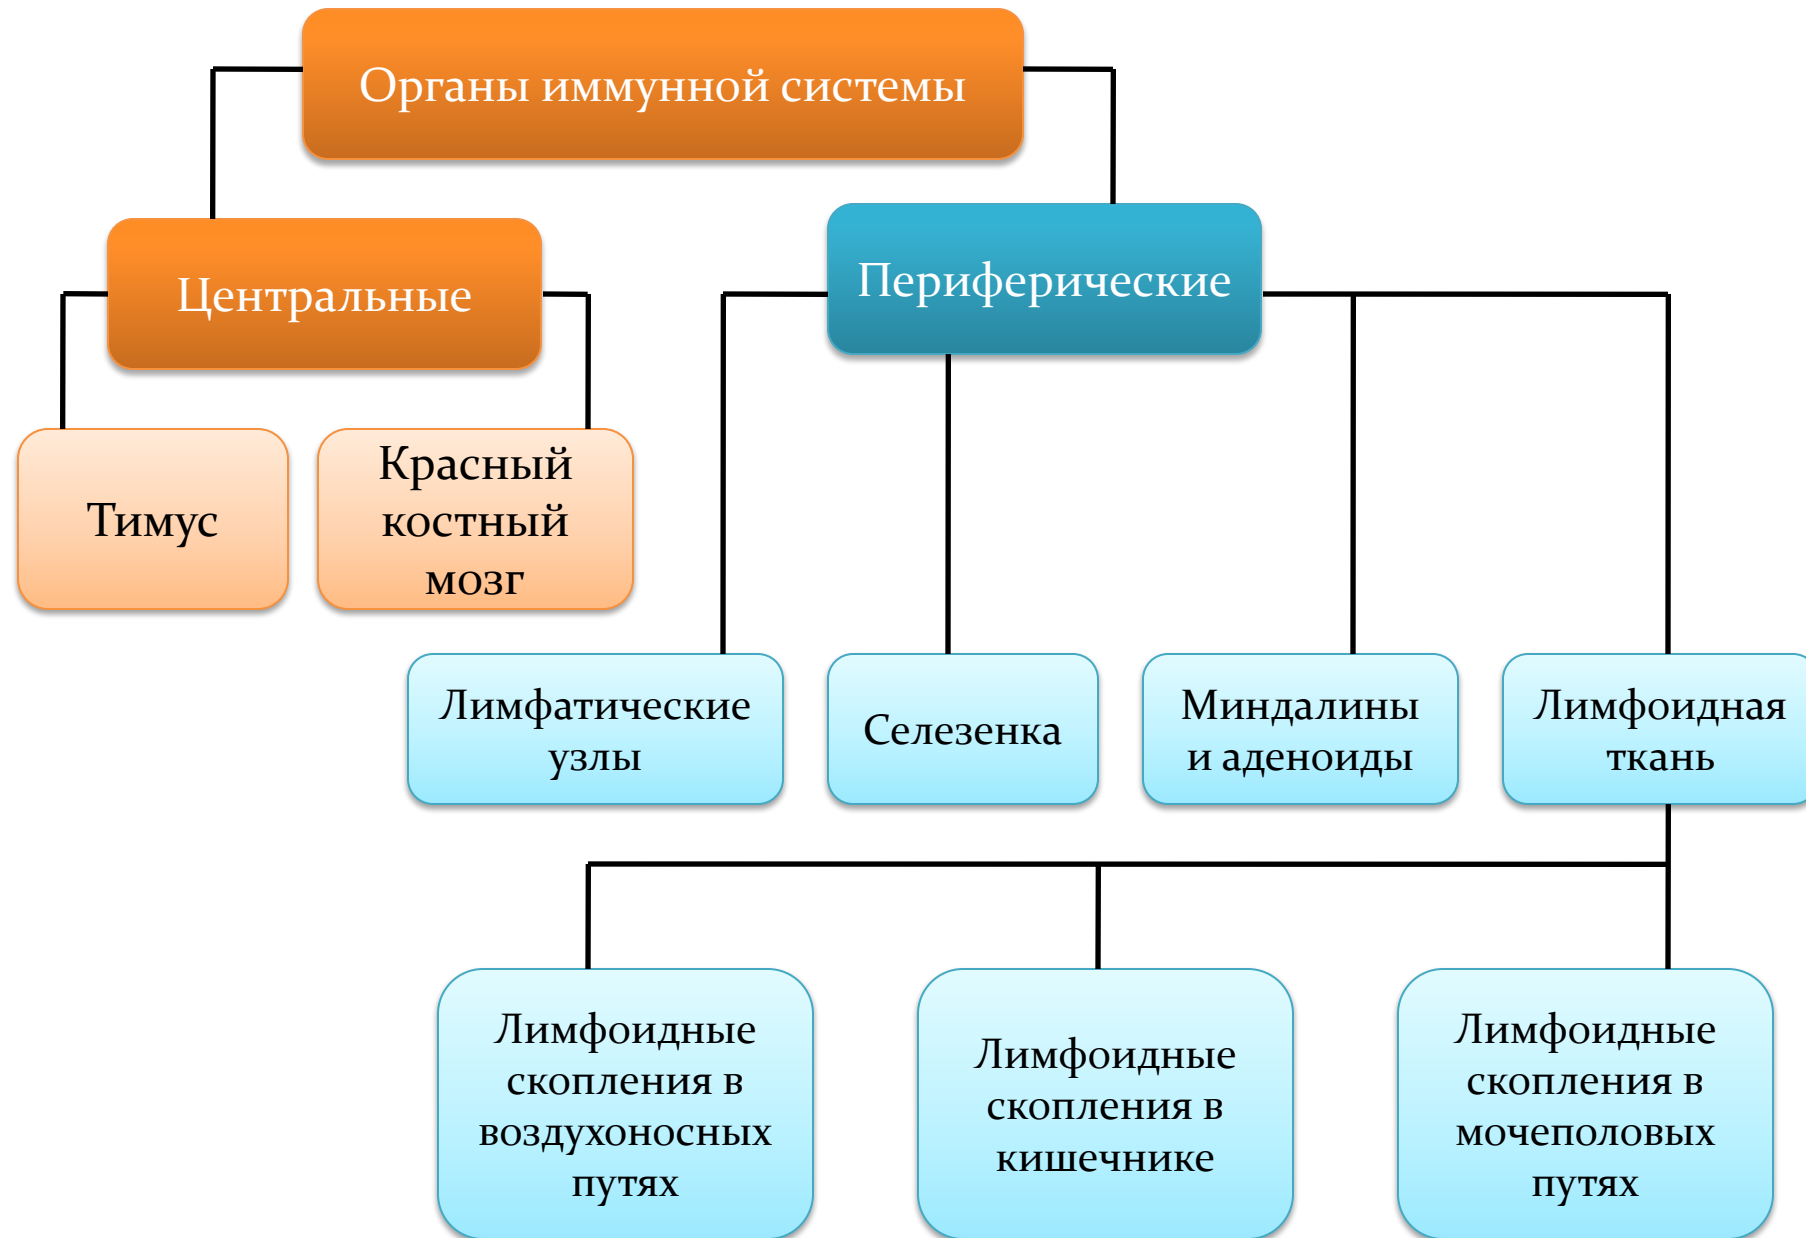 Органы иммунной системы
Центральные
Периферические
Тимус
Красный
костный
мозг
Лимфатические
узлы
Селезенка
Миндалины
и аденоиды
Лимфоидная
ткань
Лимфоидные
скопления в
воздухоносных
путях
Лимфоидные
скопления в
кишечнике
Лимфоидные
скопления в
мочеполовых
путях